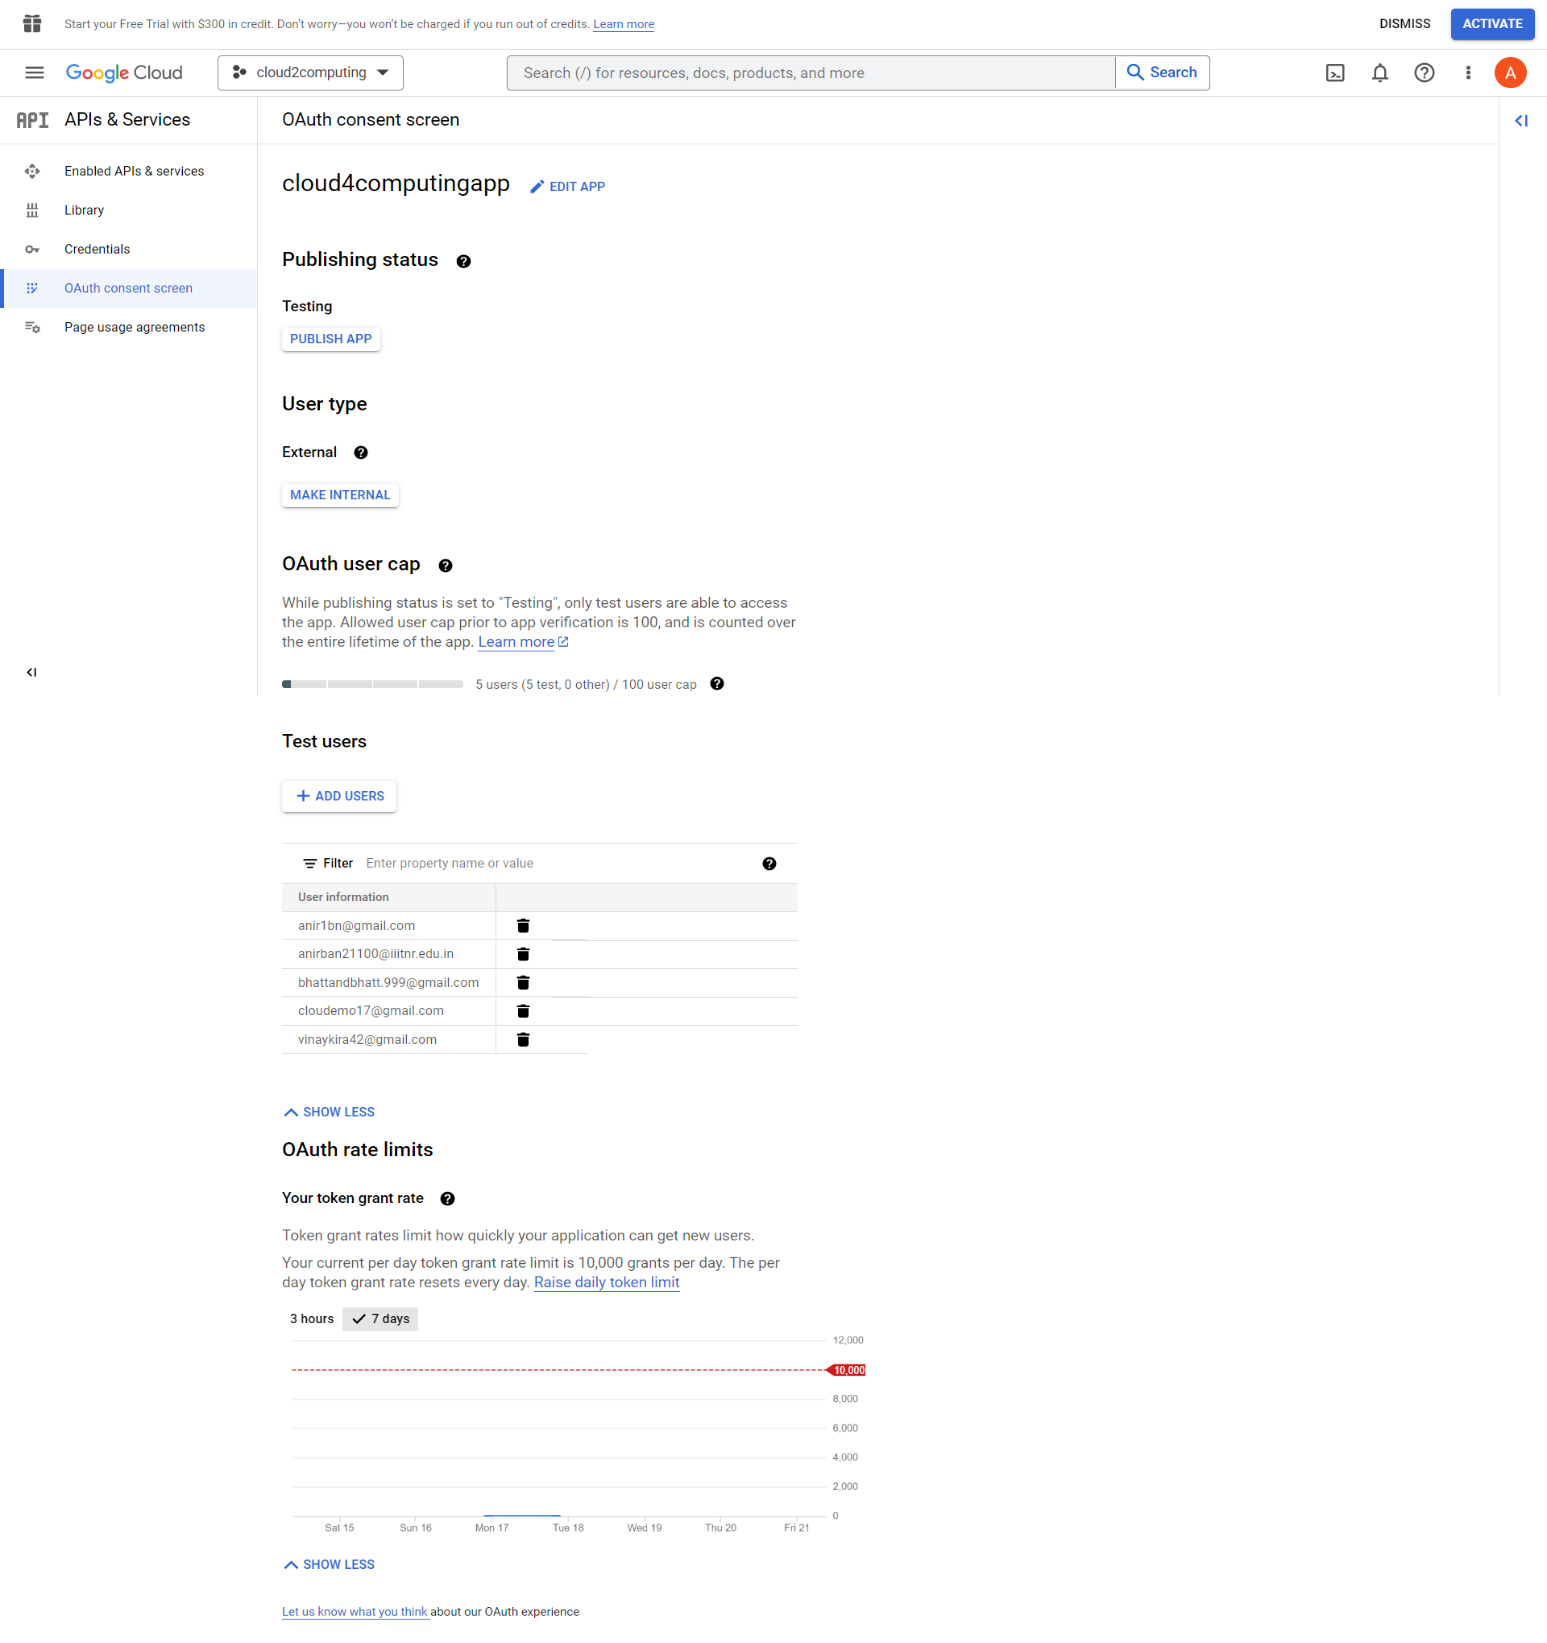 Start your Free Trial with $300 in credit. Don't worry—you won't be charged if you run out of credits. Learn more
DISMISS
ACTIVATE
Google Cloud
cloud2computing
Search (/) for resources, docs, products, and more
Search
A
API
APIs & Services
OAuth consent screen
Enabled APIs & services
Library
Credentials
OAuth consent screen
Page usage agreements
cloud4computingapp
EDIT APP
Publishing status
Testing
PUBLISH APP
User type
External
MAKE INTERNAL
OAuth user cap
While publishing status is set to "Testing", only test users are able to access
the app. Allowed user cap prior to app verification is 100, and is counted over
the entire lifetime of the app. Learn more
5 users (5 test, 0 other) / 100 user cap
Test users
+ ADD USERS
Filter Enter property name or value
User information
anir1bn@gmail.com
anirban21100@iiitnr.edu.in
bhattandbhatt.999@gmail.com
cloudemo17@gmail.com
vinaykira42@gmail.com
SHOW LESS
OAuth rate limits
Your token grant rate
Token grant rates limit how quickly your application can get new users.
Your current per day token grant rate limit is 10,000 grants per day. The per
day token grant rate resets every day. Raise daily token limit
3 hours
7 days
12,000
10,000
8,000
6,000
4,000
2,000
0
Sat 15 Sun 16 Mon 17 Tue 18 Wed 19 Thu 20 Fri 21
SHOW LESS
Let us know what you think about our OAuth experience